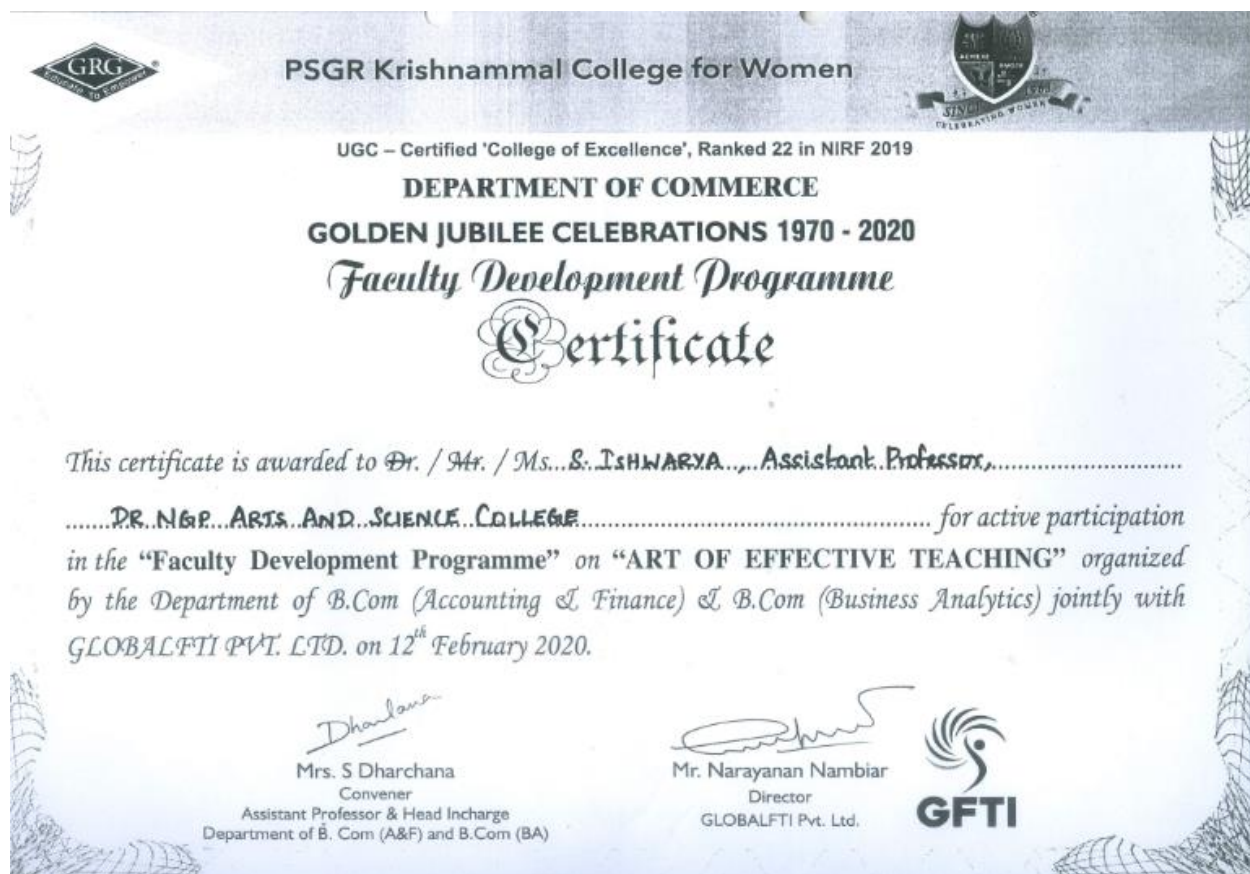 GRG
Educate To Empower
PSGR Krishnammal College for Women
CELEBRATING WOMEN
UGC – Certified 'College of Excellence', Ranked 22 in NIRF 2019
DEPARTMENT OF COMMERCE
GOLDEN JUBILEE CELEBRATIONS 1970 - 2020
Faculty Development Programme
Certificate
This certificate is awarded to Dr. / Mr. / Ms. S. ISHWARYA, Assistant Professor,
DR NGP ARTS AND SCIENCE COLLEGE for active participation
in the “Faculty Development Programme” on “ART OF EFFECTIVE TEACHING” organized
by the Department of B.Com (Accounting & Finance) & B.Com (Business Analytics) jointly with
GLOBALFTI PVT. LTD. on 12th February 2020.
Mrs. S Dharchana
Convener
Assistant Professor & Head Incharge
Department of B. Com (A&F) and B.Com (BA)
Mr. Narayanan Nambiar
Director
GLOBALFTI Pvt. Ltd.
GFTI